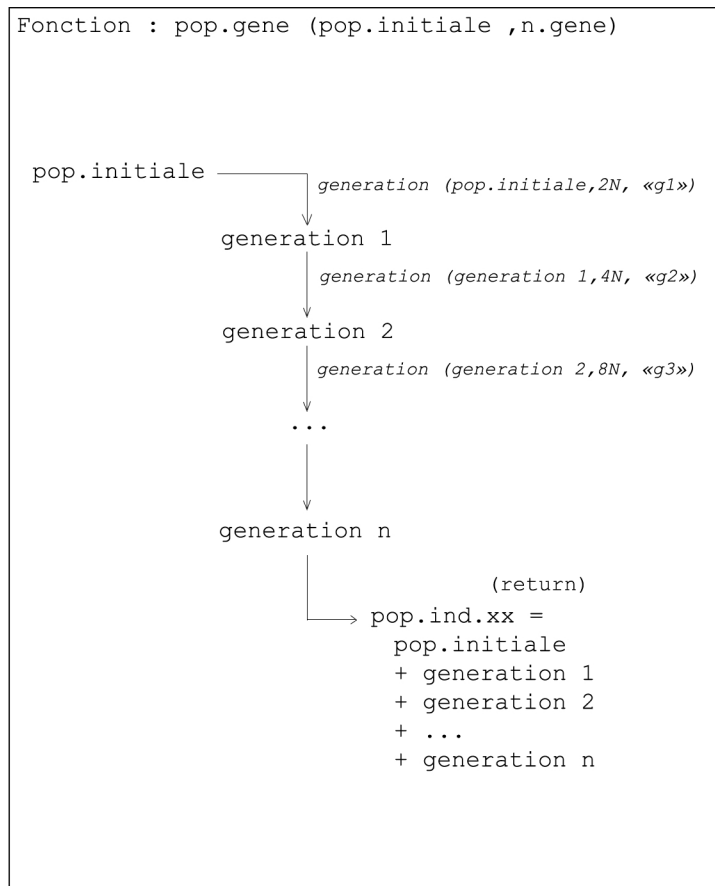 Fonction : pop.gene (pop.initiale ,n.gene)
pop.initiale
generation (pop.initiale,2N, «g1»)
generation 1
generation (generation 1,4N, «g2»)
generation 2
generation (generation 2,8N, «g3»)
...
generation n
(return)
pop.ind.xx =
pop.initiale
+ generation 1
+ generation 2
+ ...
+ generation n